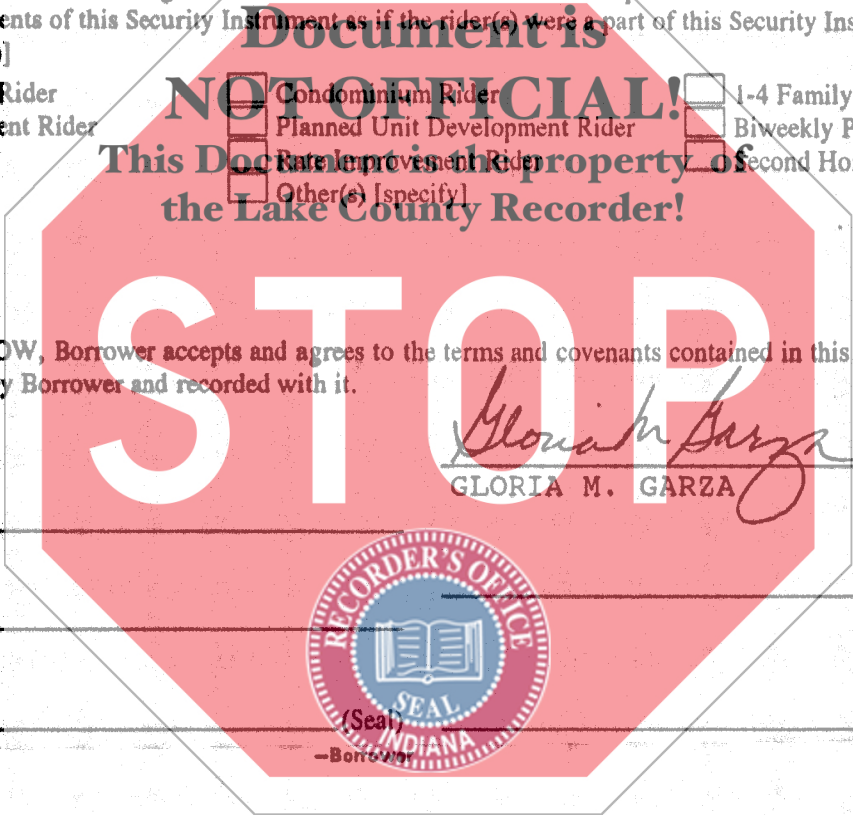 ents of this Security Instrument as if the rider(s) were a part of this Security Ins
Document is
]
Rider Condominium Rider 1-4 Family
NOT OFFICIAL!
ent Rider Planned Unit Development Rider Biweekly P
Rate Improvement Rider Second Ho
This Document is the property of
Other(s) [specify]
the Lake County Recorder!
STOP
OW, Borrower accepts and agrees to the terms and covenants contained in this
y Borrower and recorded with it.
Gloria M Garza
GLORIA M. GARZA
RECORDER'S OFFICE
SEAL
(Seal)
INDIANA
-Borrower